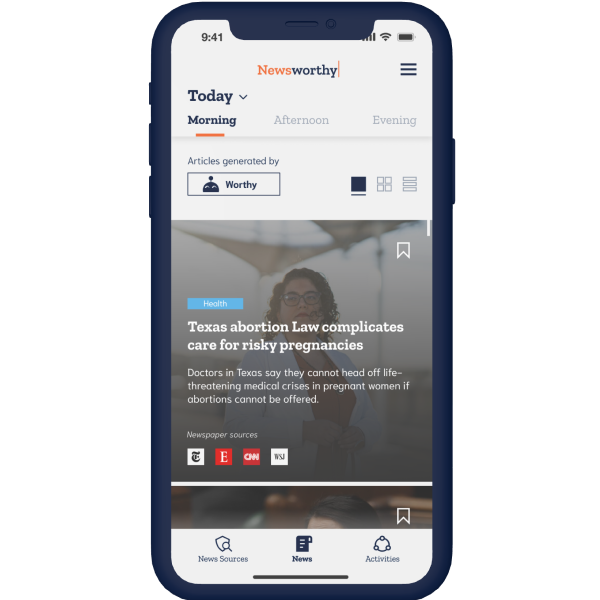 9:41
Newsworthy
Today
Morning Afternoon Evening
Articles generated by
Worthy
Health
Texas abortion Law complicates
care for risky pregnancies
Doctors in Texas say they cannot head off life-
threatening medical crises in pregnant women if
abortions cannot be offered.
Newspaper sources
T E CNN WSJ
News Sources News Activities